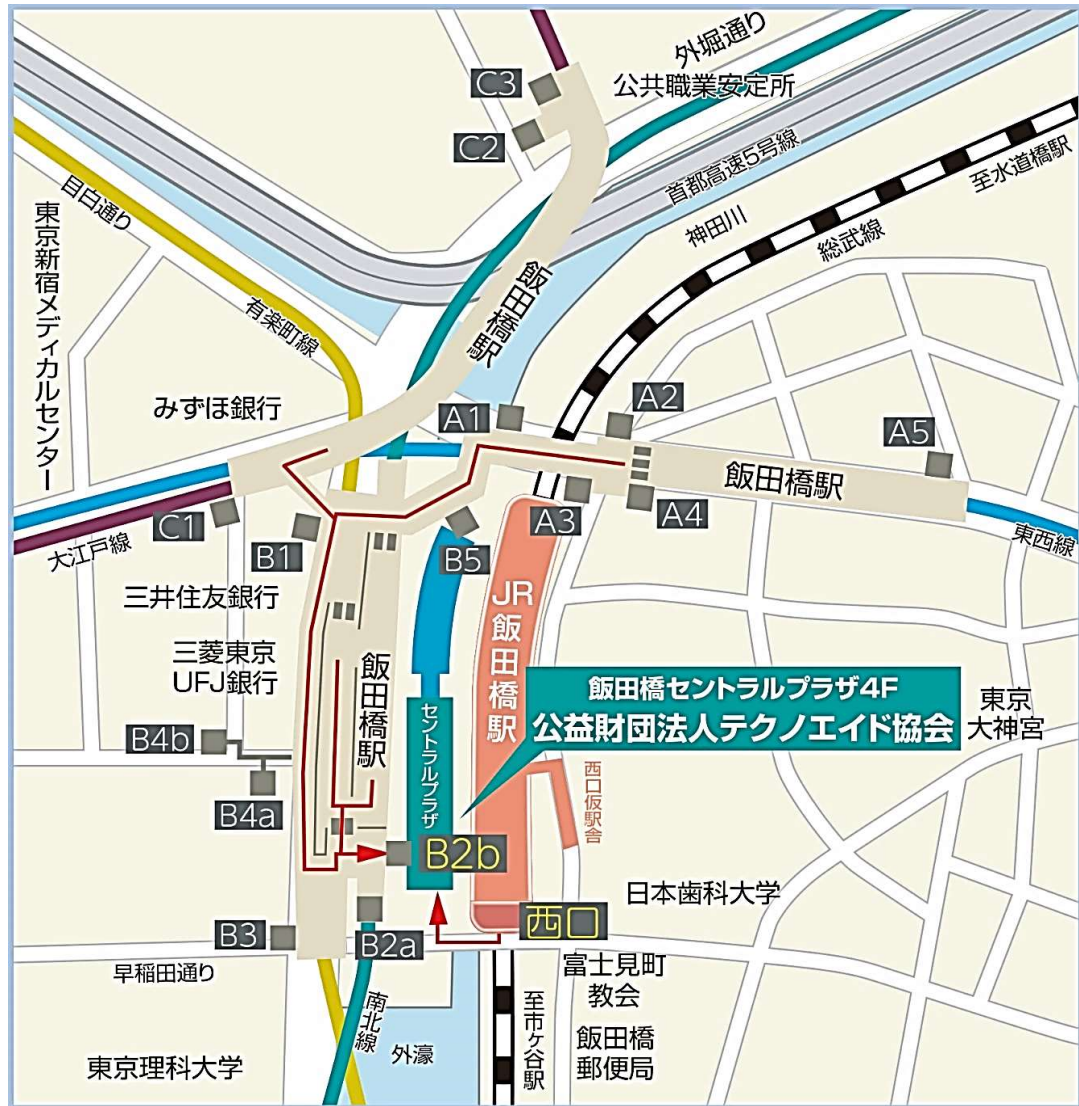 外堀通り
公共職業安定所
C3
C2
首都高速5号線
至水道橋駅
神田川
総武線
目白通り
東京新宿メディカルセンター
有楽町線
飯田橋駅
みずほ銀行
A1
A2
A5
飯田橋駅
A3
A4
東西線
C1
大江戸線
B1
B5
三井住友銀行
三菱東京
UFJ銀行
飯田橋駅
JR飯田橋駅
飯田橋セントラルプラザ4F
公益財団法人テクノエイド協会
東京
大神宮
セントラルプラザ
B4b
B4a
西口仮駅舎
B2b
日本歯科大学
西口
B3
B2a
早稲田通り
富士見町
教会
南北線
外濠
至市ヶ谷駅
飯田橋
郵便局
東京理科大学